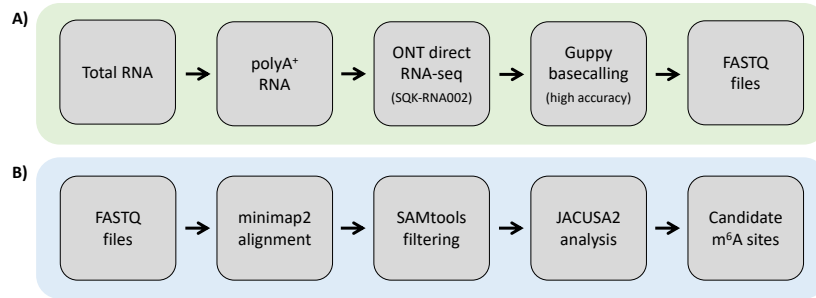 A)
Total RNA
polyA⁺
RNA
ONT direct
RNA-seq
(SQK-RNA002)
Guppy
basecalling
(high accuracy)
FASTQ
files
B)
FASTQ
files
minimap2
alignment
SAMtools
filtering
JACUSA2
analysis
Candidate
m⁶A sites